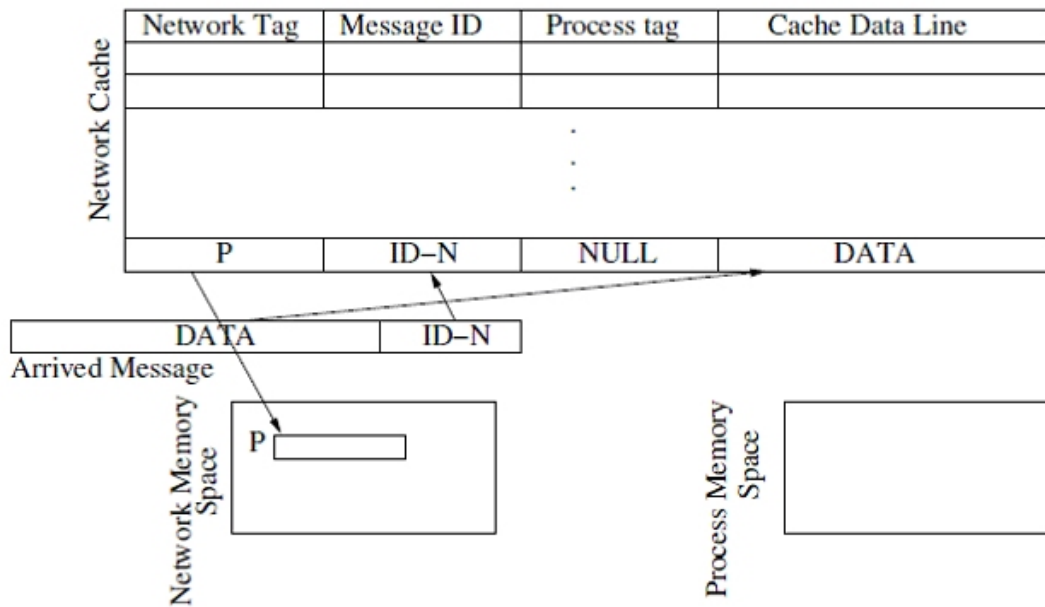 Network Tag Message ID Process tag Cache Data Line
Network Cache
P ID–N NULL DATA
DATA ID–N
Arrived Message
Network Memory
Space
P
Process Memory
Space